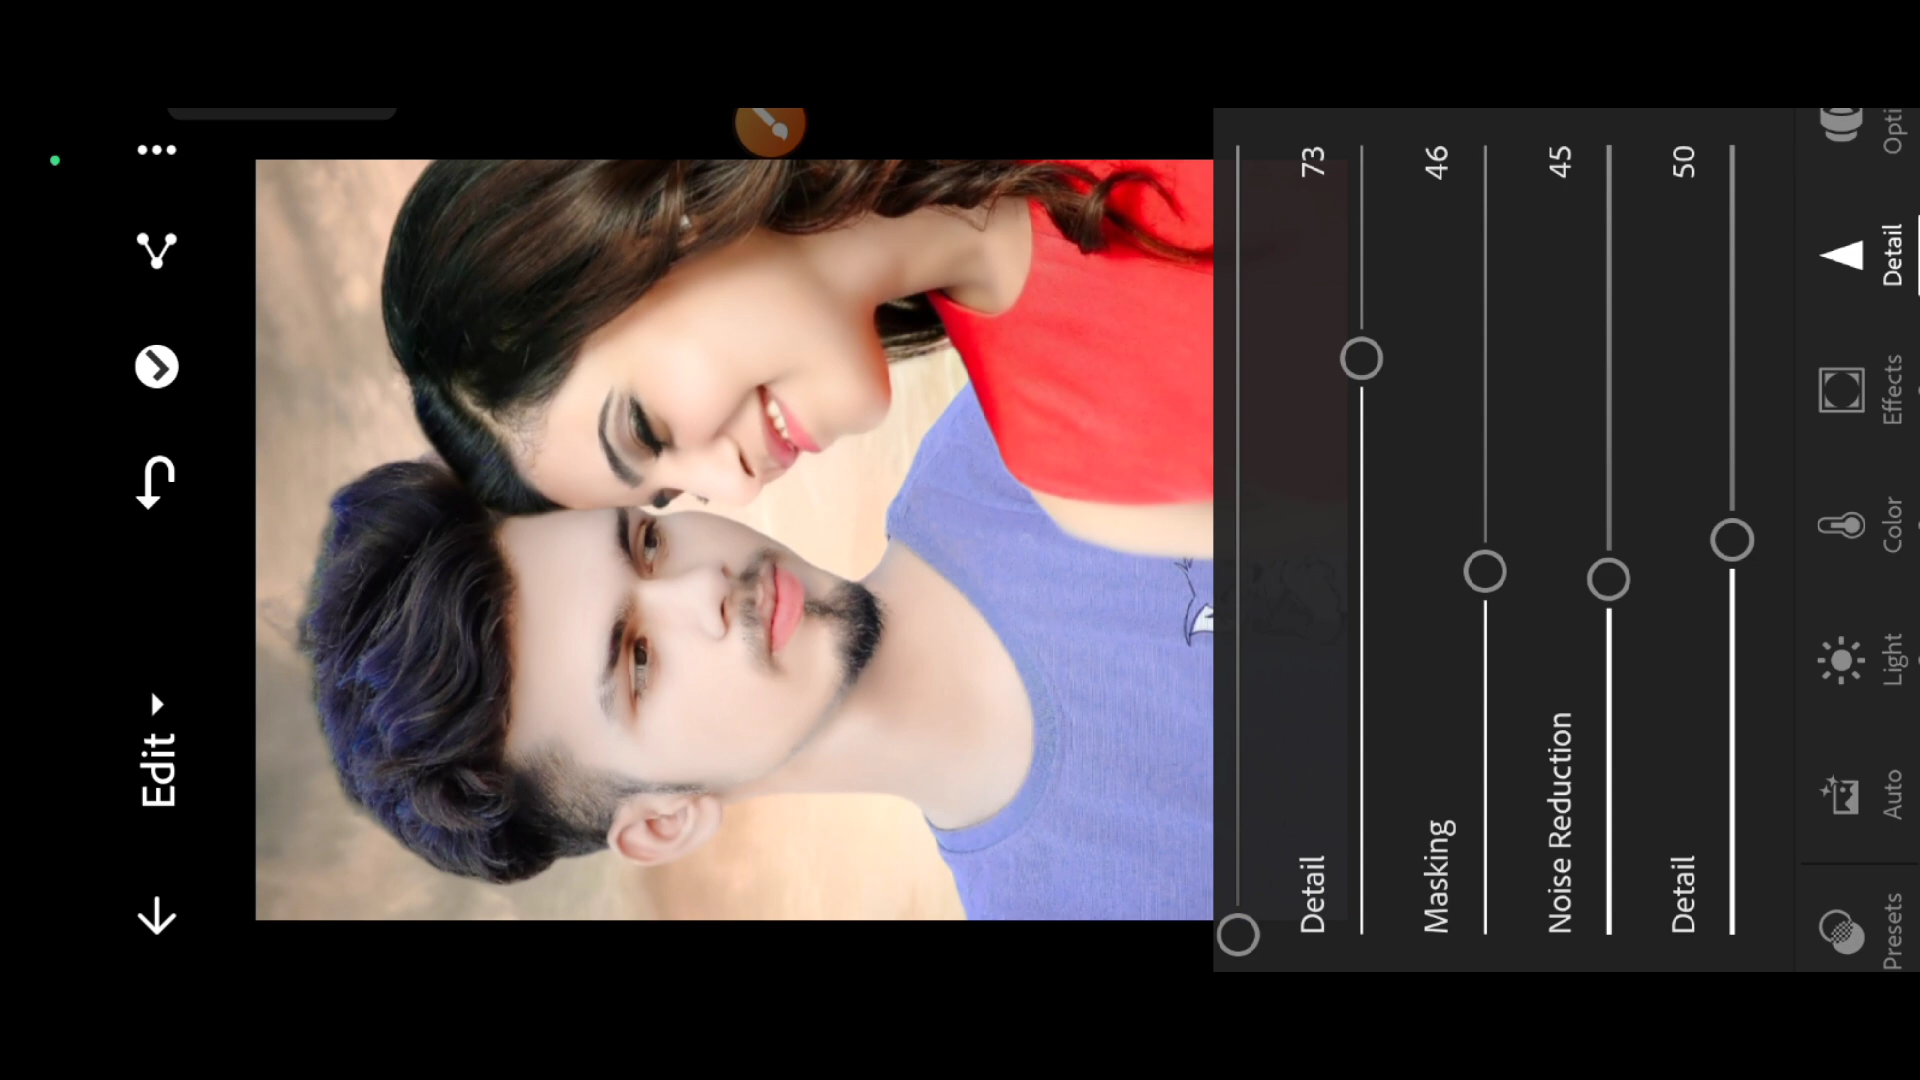 Edit
Detail 73
Masking 46
Noise Reduction 45
Detail 50
Presets
Auto
Light
Color
Effects
Detail
Opti